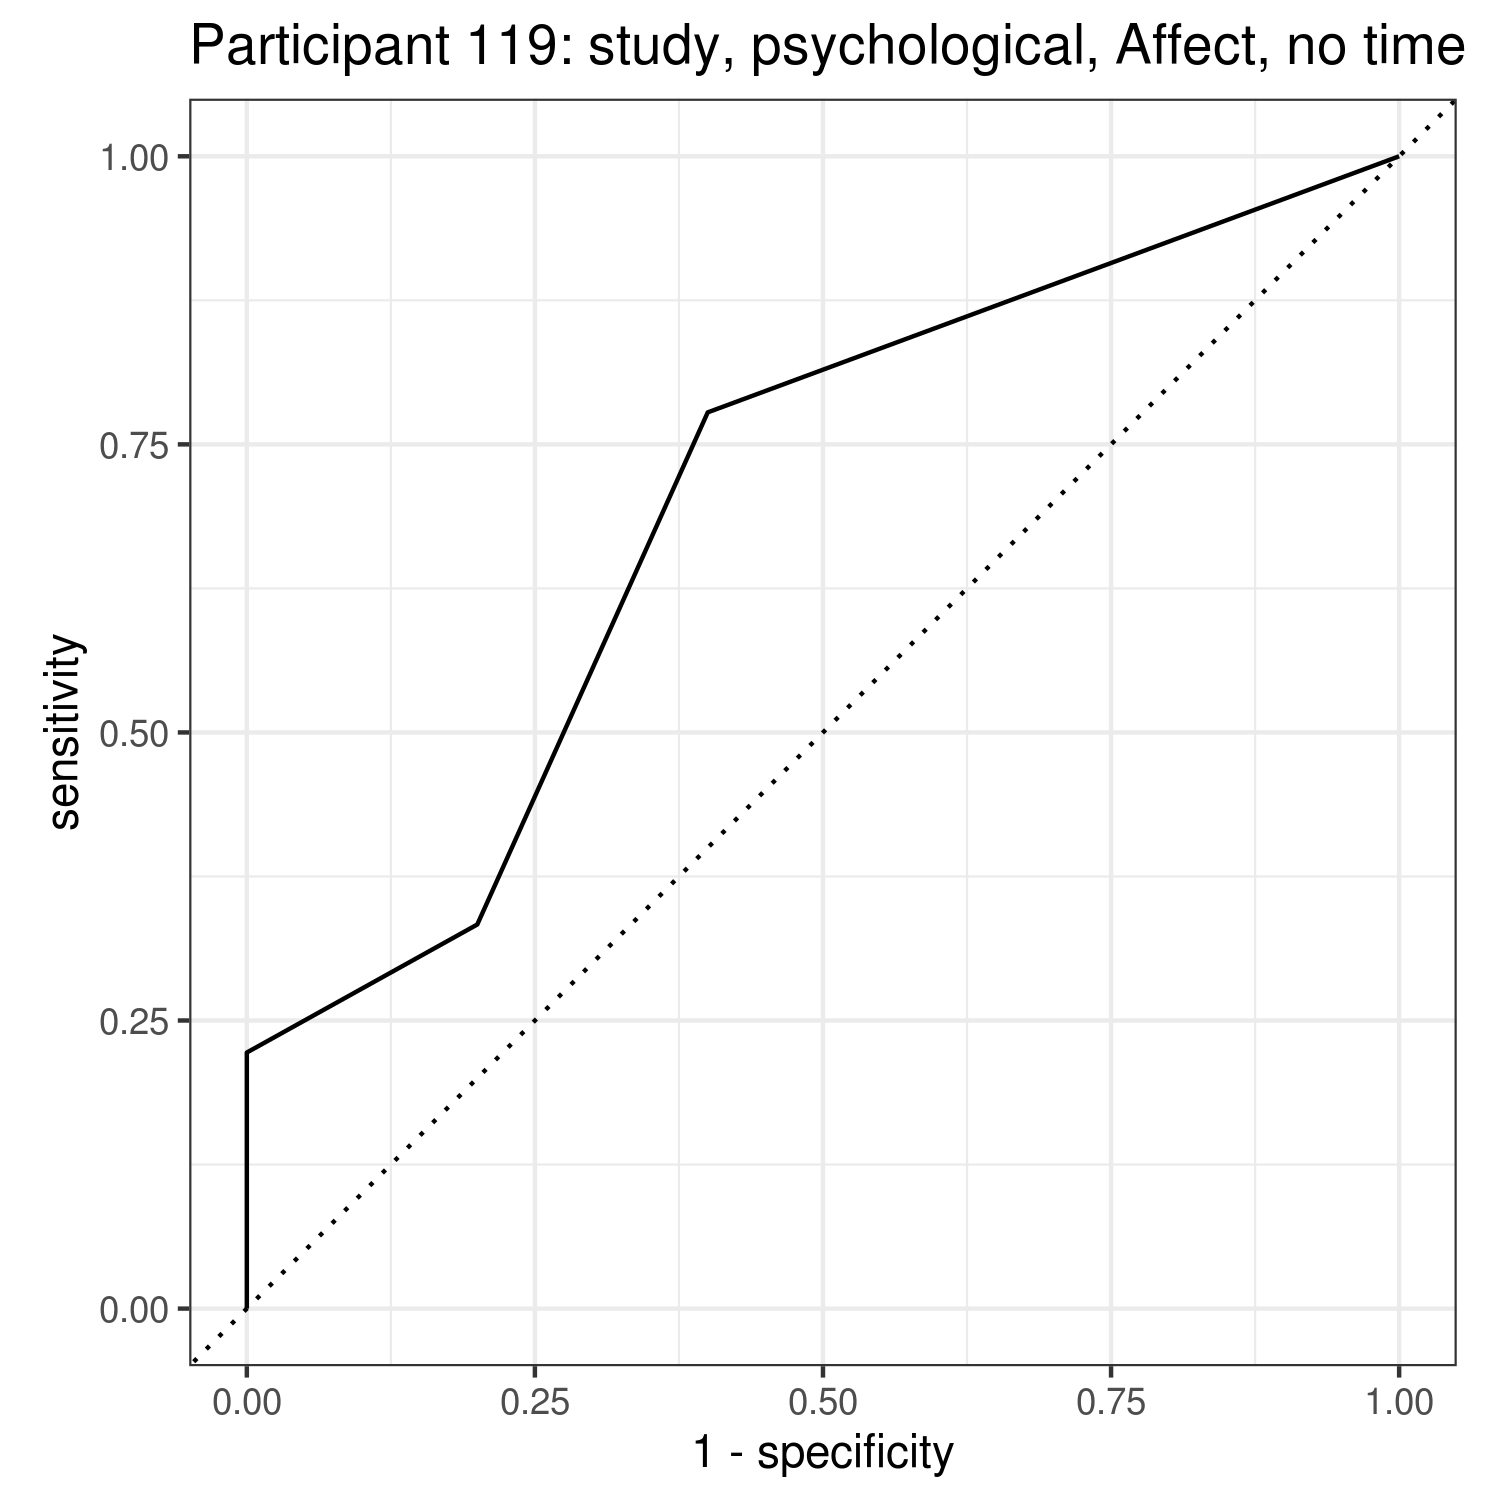 Participant 119: study, psychological, Affect, no time
1.00
0.75
0.50
0.25
0.00
sensitivity
0.00 0.25 0.50 0.75 1.00
1 - specificity